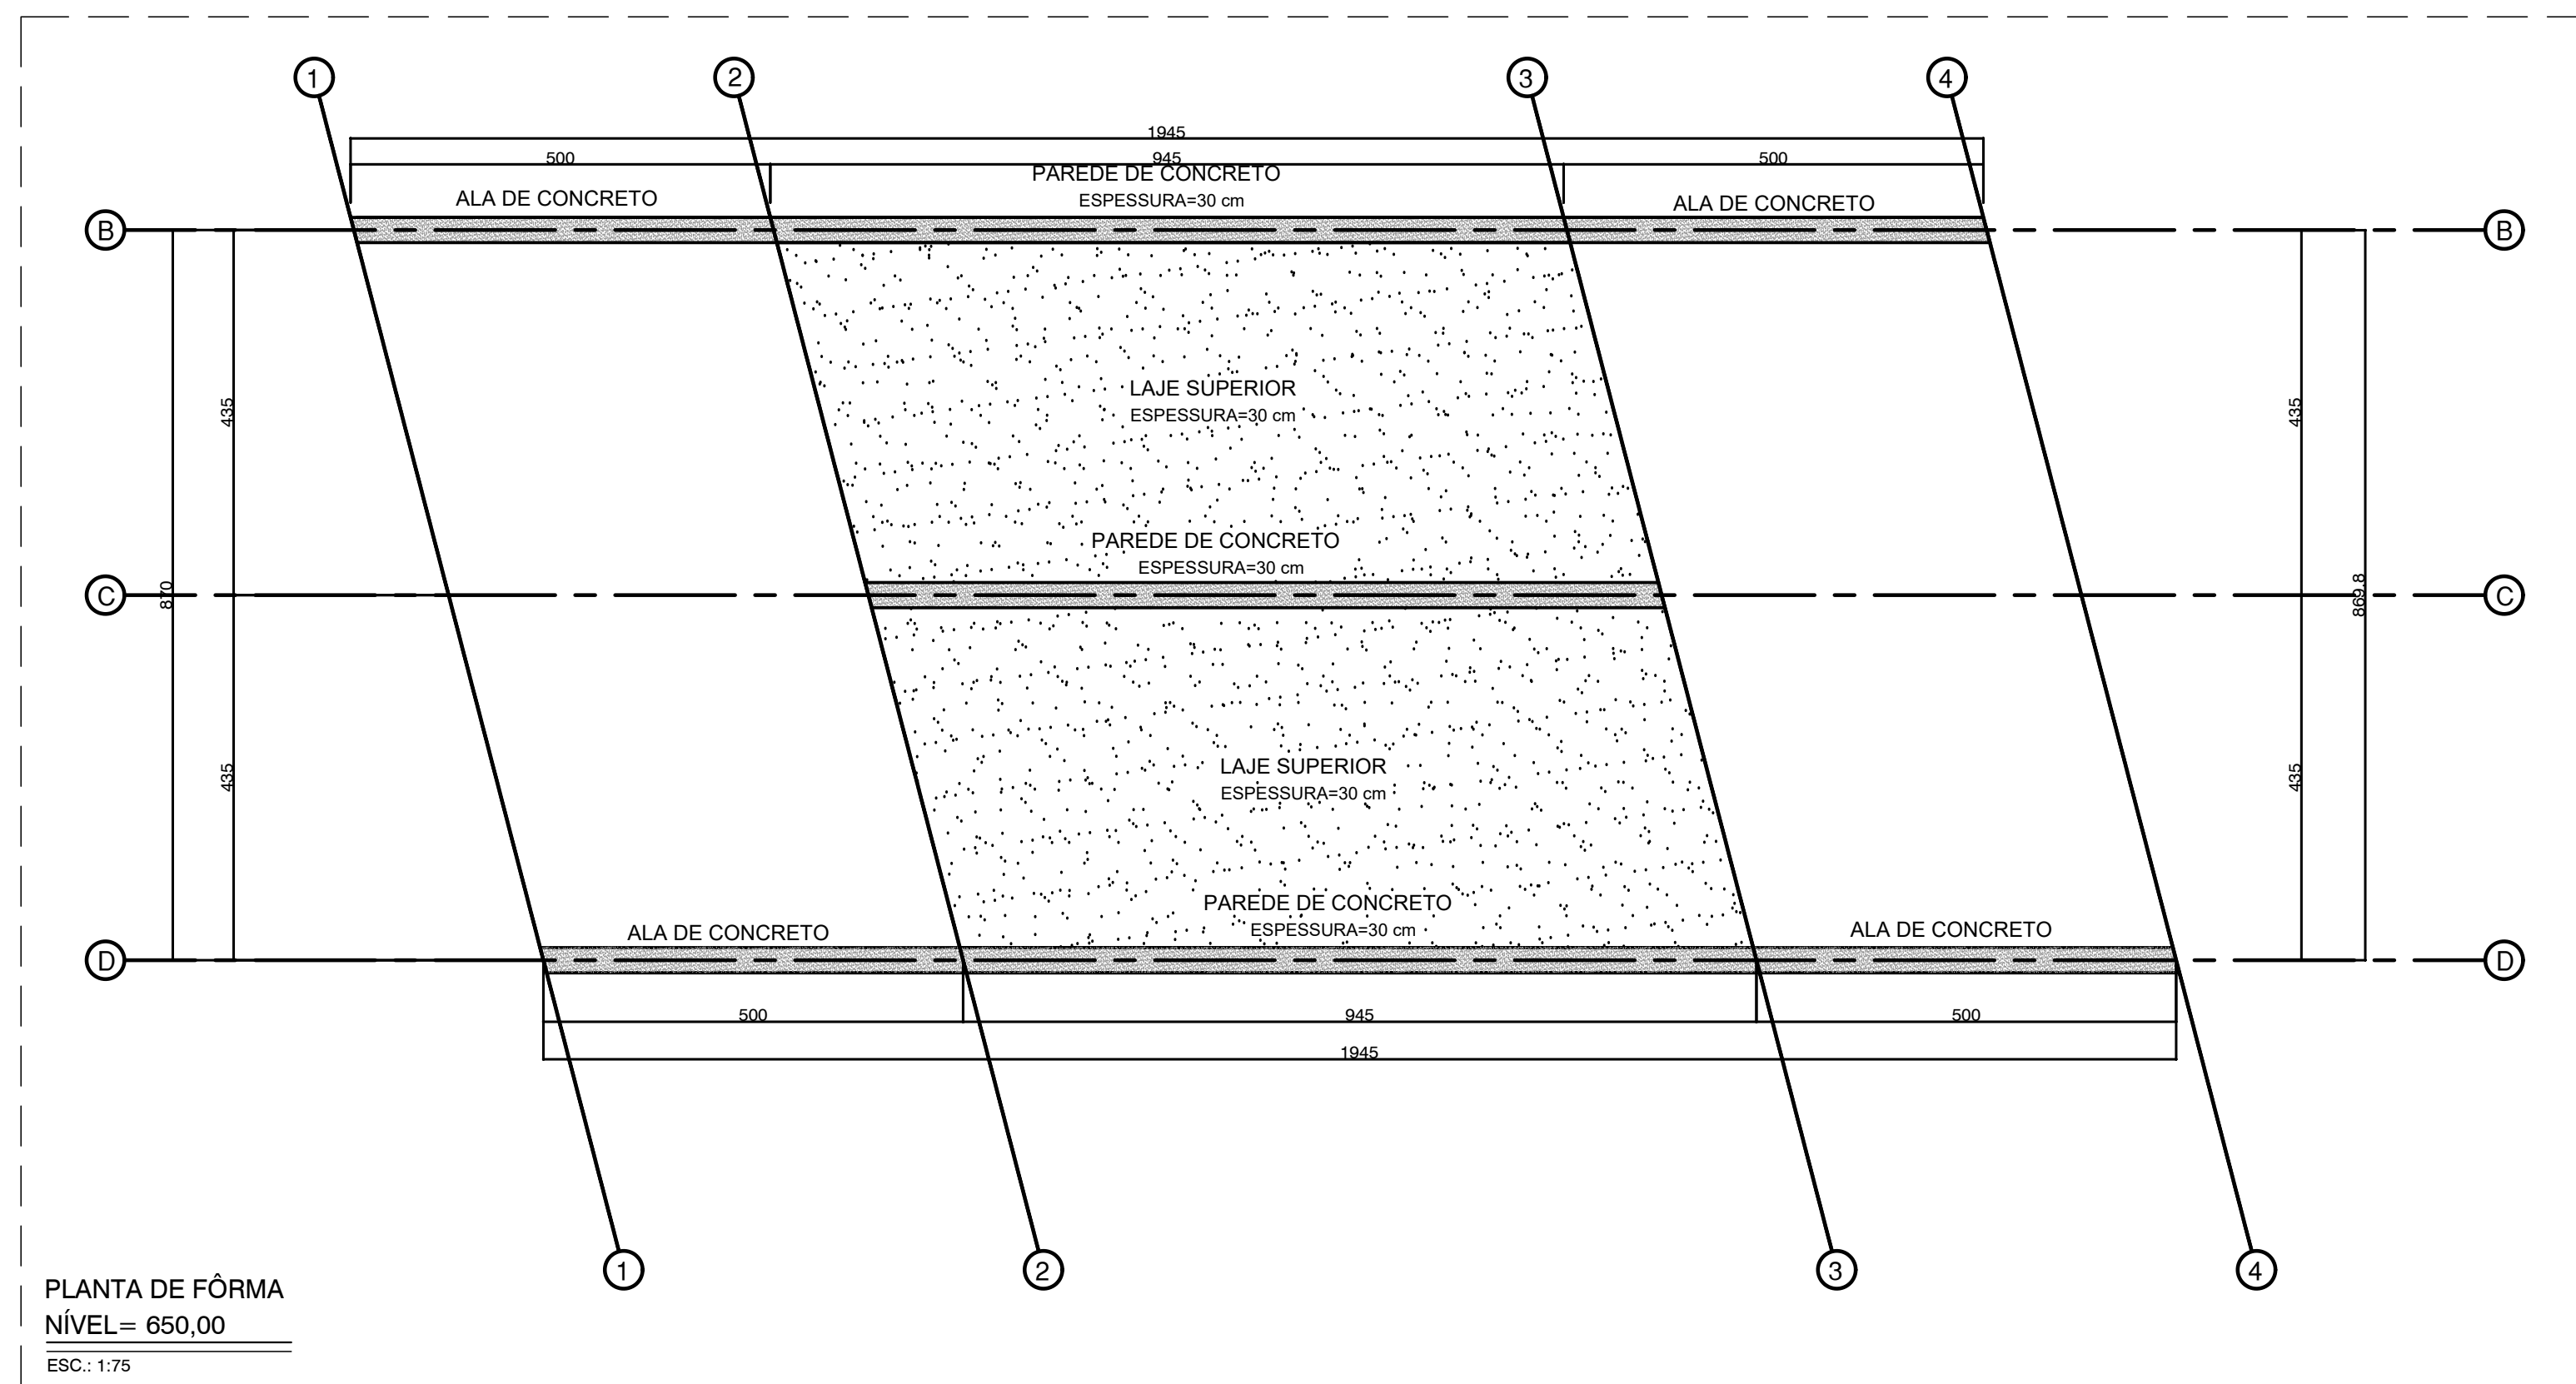 1
2
3
4
1945
500
945
500
PAREDE DE CONCRETO
ESPESSURA=30 cm
ALA DE CONCRETO
ALA DE CONCRETO
B
B
435
435
LAJE SUPERIOR
ESPESSURA=30 cm
PAREDE DE CONCRETO
ESPESSURA=30 cm
C
870
869.8
C
435
435
LAJE SUPERIOR
ESPESSURA=30 cm
PAREDE DE CONCRETO
ESPESSURA=30 cm
ALA DE CONCRETO
ALA DE CONCRETO
D
D
500
945
500
1945
1
2
3
4
PLANTA DE FÔRMA
NÍVEL= 650,00
ESC.: 1:75